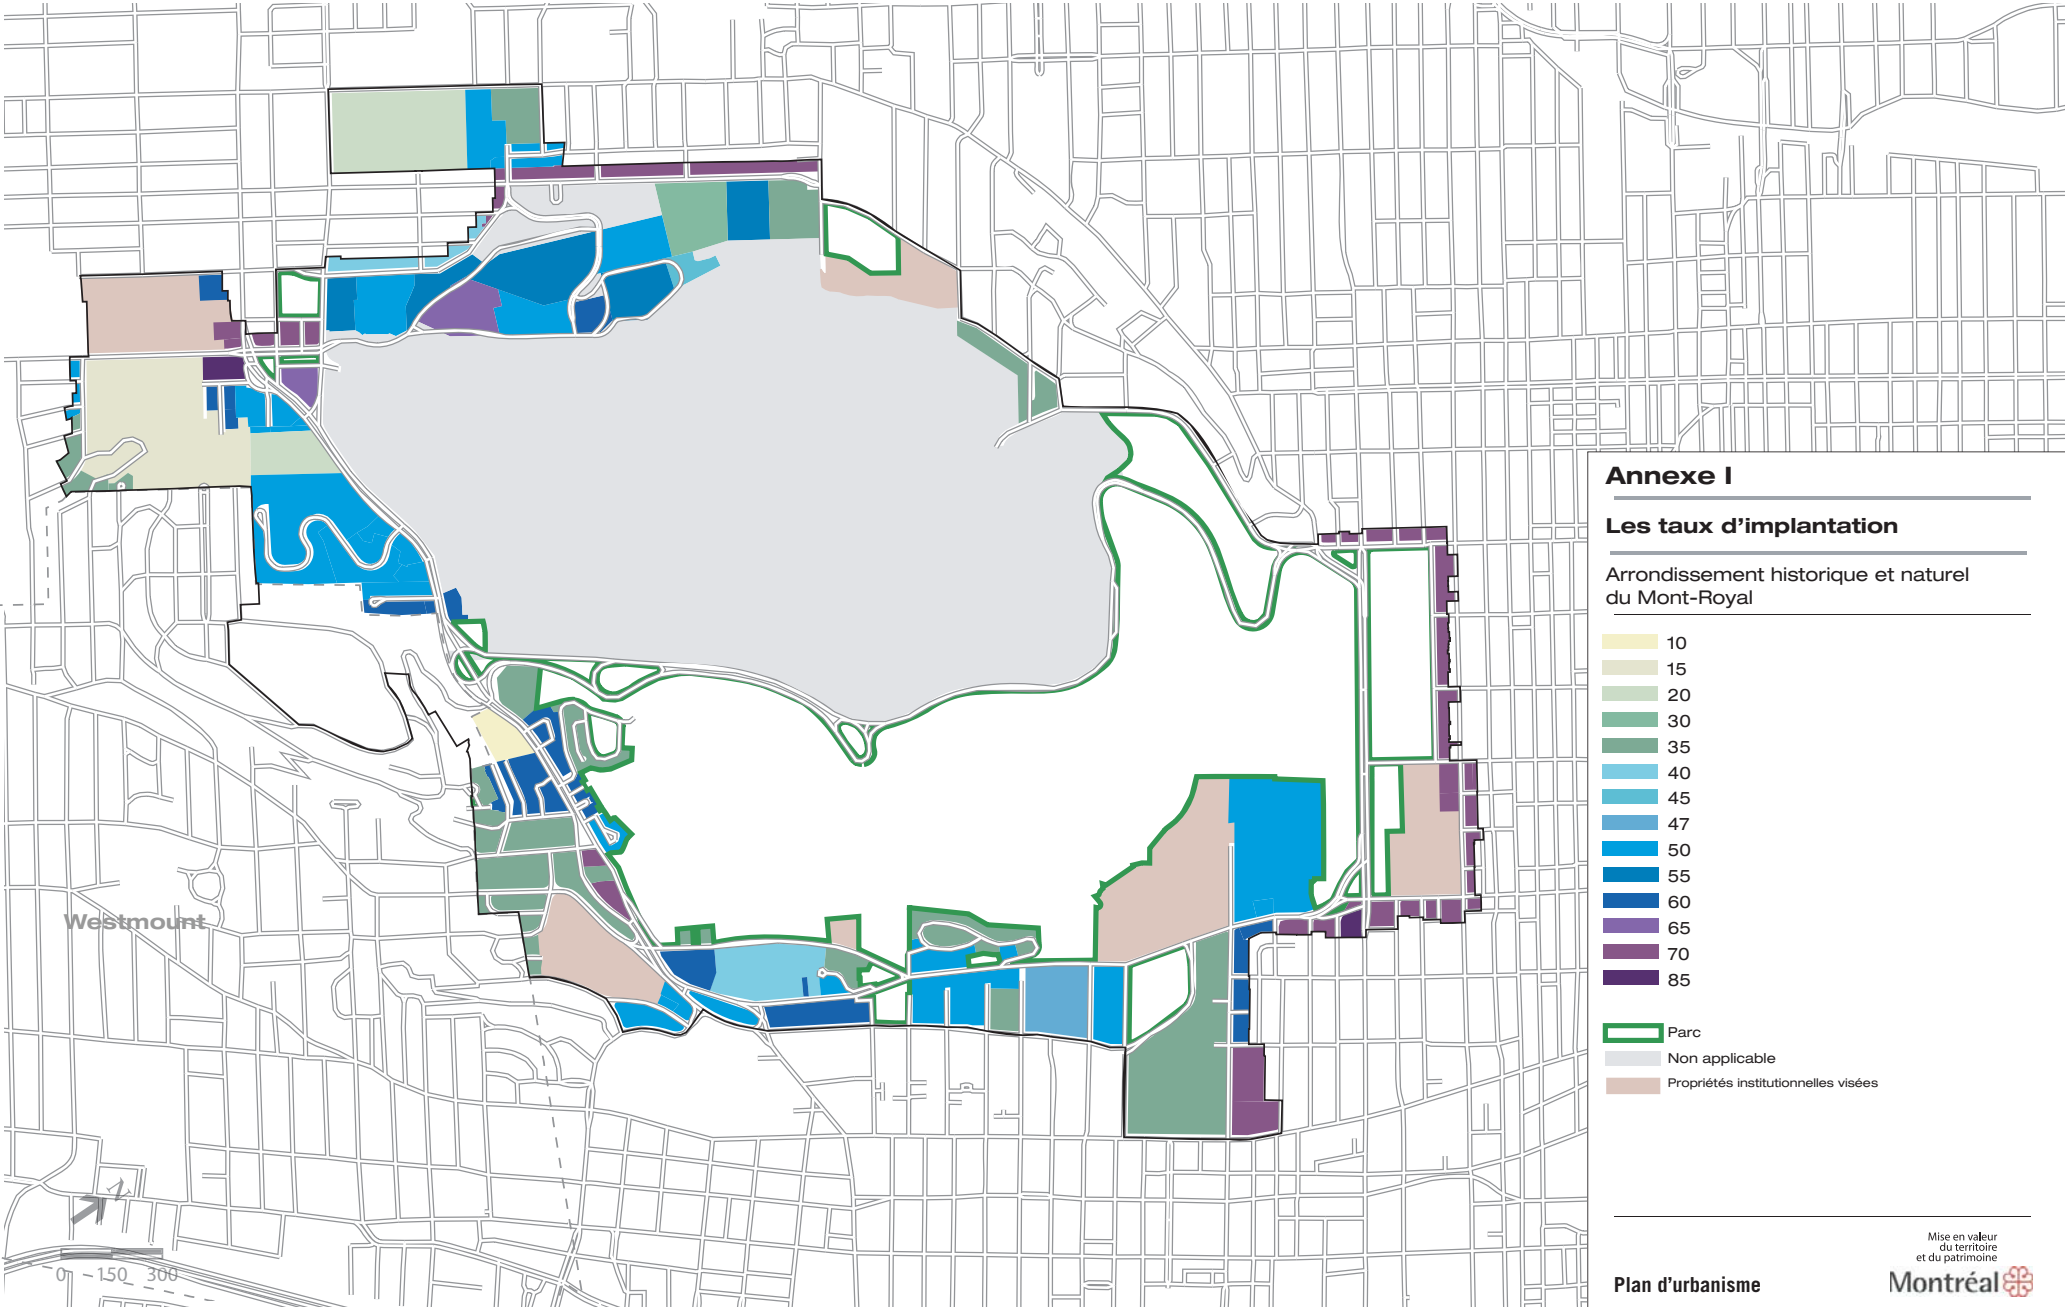 Annexe I
Les taux d'implantation
Arrondissement historique et naturel
du Mont-Royal
10
15
20
30
35
40
45
47
50
55
60
65
70
85
Parc
Non applicable
Propriétés institutionnelles visées
Westmount
N
0 150 300
Mise en valeur
du territoire
et du patrimoine
Plan d'urbanisme
Montréal